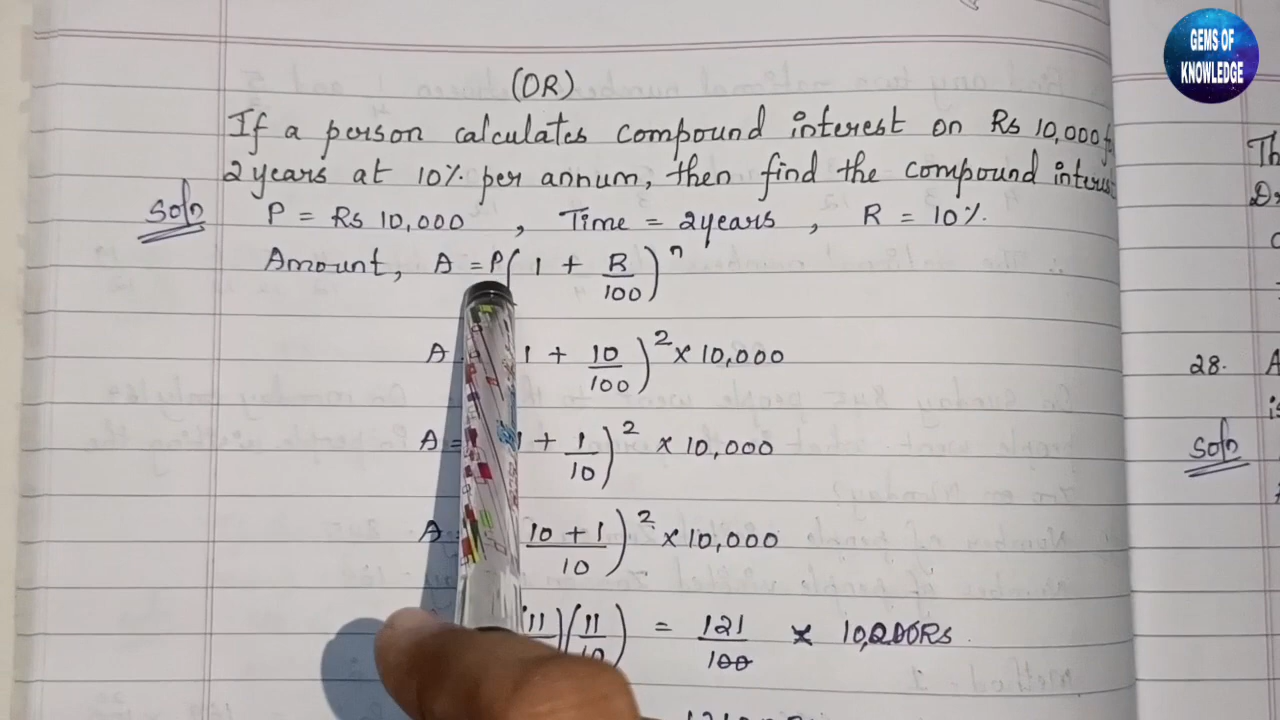 GEMS OF
KNOWLEDGE
(OR)
If a person calculates compound interest on Rs 10,000
2 years at 10% per annum, then find the compound interest
Soln P = Rs 10,000 , Time = 2 years , R = 10%.
Amount, A = P(1 + R/100)^n
A 1 + 10/100)² × 10,000
A = 1 + 1/10)² × 10,000
A 10 + 1/10)² × 10,000
11)(11/10) = 121/100 × 10,000 Rs.
28.
Soln